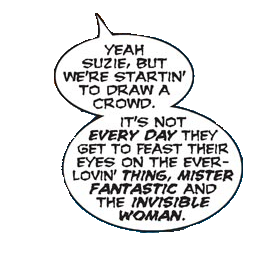 YEAH
SUZIE, BUT
WE'RE STARTIN'
TO DRAW A
CROWD.
IT'S NOT
EVERY DAY THEY
GET TO FEAST THEIR
EYES ON THE EVER-
LOVIN' THING, MISTER
FANTASTIC AND
THE INVISIBLE
WOMAN.